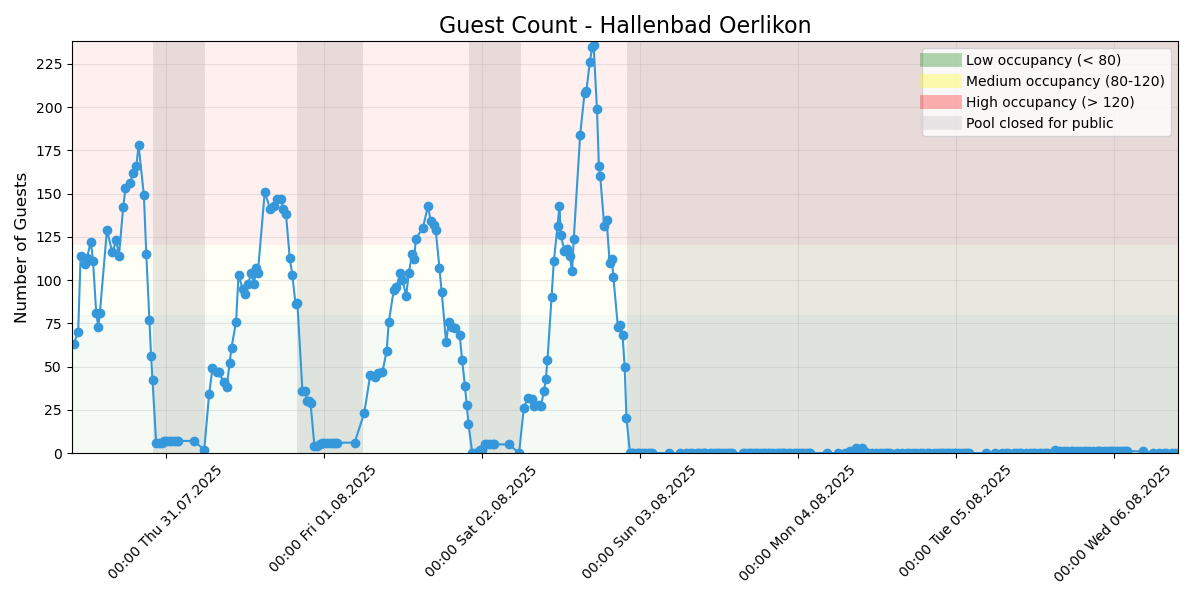 Guest Count - Hallenbad Oerlikon
Number of Guests
225
200
175
150
125
100
75
50
25
0
Low occupancy (< 80)
Medium occupancy (80-120)
High occupancy (> 120)
Pool closed for public
00:00 Thu 31.07.2025
00:00 Fri 01.08.2025
00:00 Sat 02.08.2025
00:00 Sun 03.08.2025
00:00 Mon 04.08.2025
00:00 Tue 05.08.2025
00:00 Wed 06.08.2025